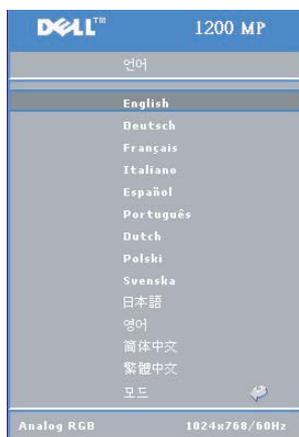 DELL™ 1200 MP
언어
English
Deutsch
Français
Italiano
Español
Português
Dutch
Polski
Svenska
日本語
영어
简体中文
繁體中文
모드
Analog RGB 1024x768/60Hz